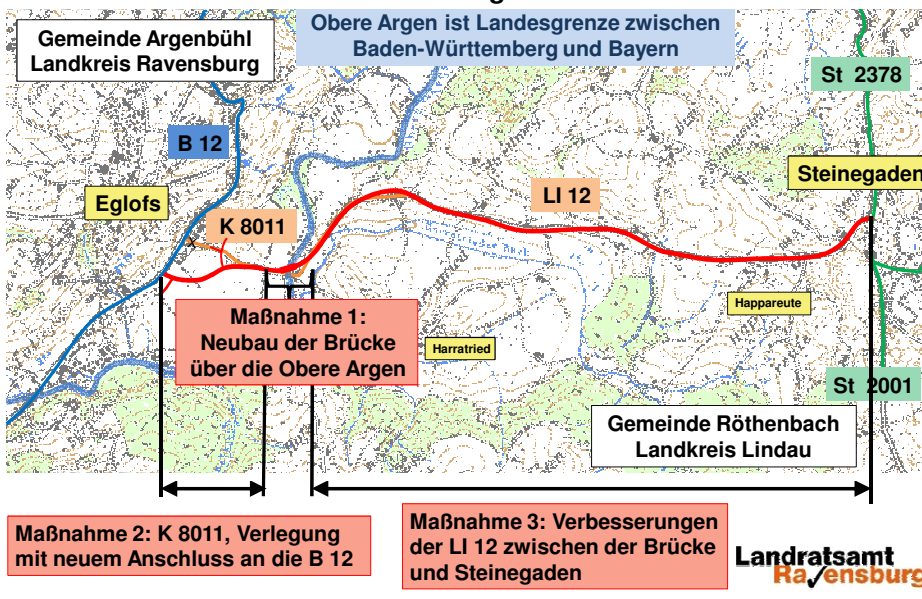 Obere Argen ist Landesgrenze zwischen
Baden-Württemberg und Bayern
Gemeinde Argenbühl
Landkreis Ravensburg
St 2378
B 12
Steinegaden
LI 12
Eglofs
K 8011
Happareute
Maßnahme 1:
Neubau der Brücke
über die Obere Argen
Harratried
St 2001
Gemeinde Röthenbach
Landkreis Lindau
Maßnahme 2: K 8011, Verlegung
mit neuem Anschluss an die B 12
Maßnahme 3: Verbesserungen
der LI 12 zwischen der Brücke
und Steinegaden
Landratsamt
Ravensburg